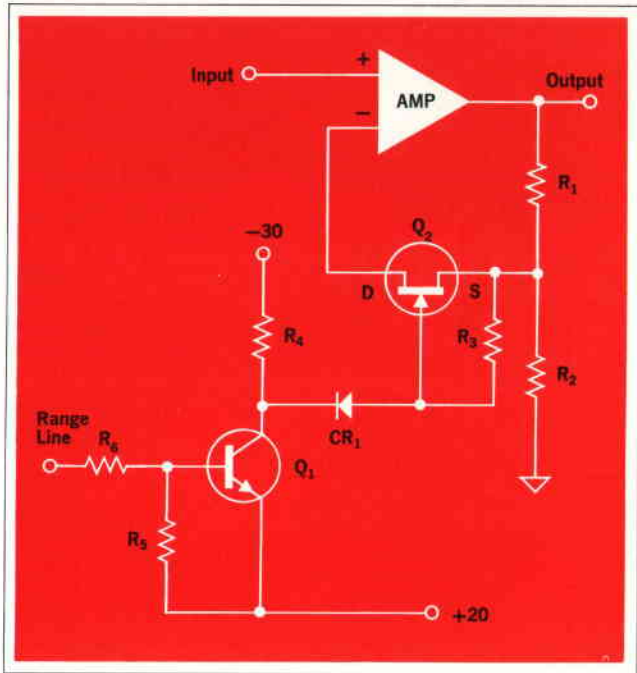 Input
+
−
AMP
Output
R₁
−30
Q₂
D
S
R₄
R₃
R₂
Range
Line
R₆
CR₁
Q₁
R₅
+20